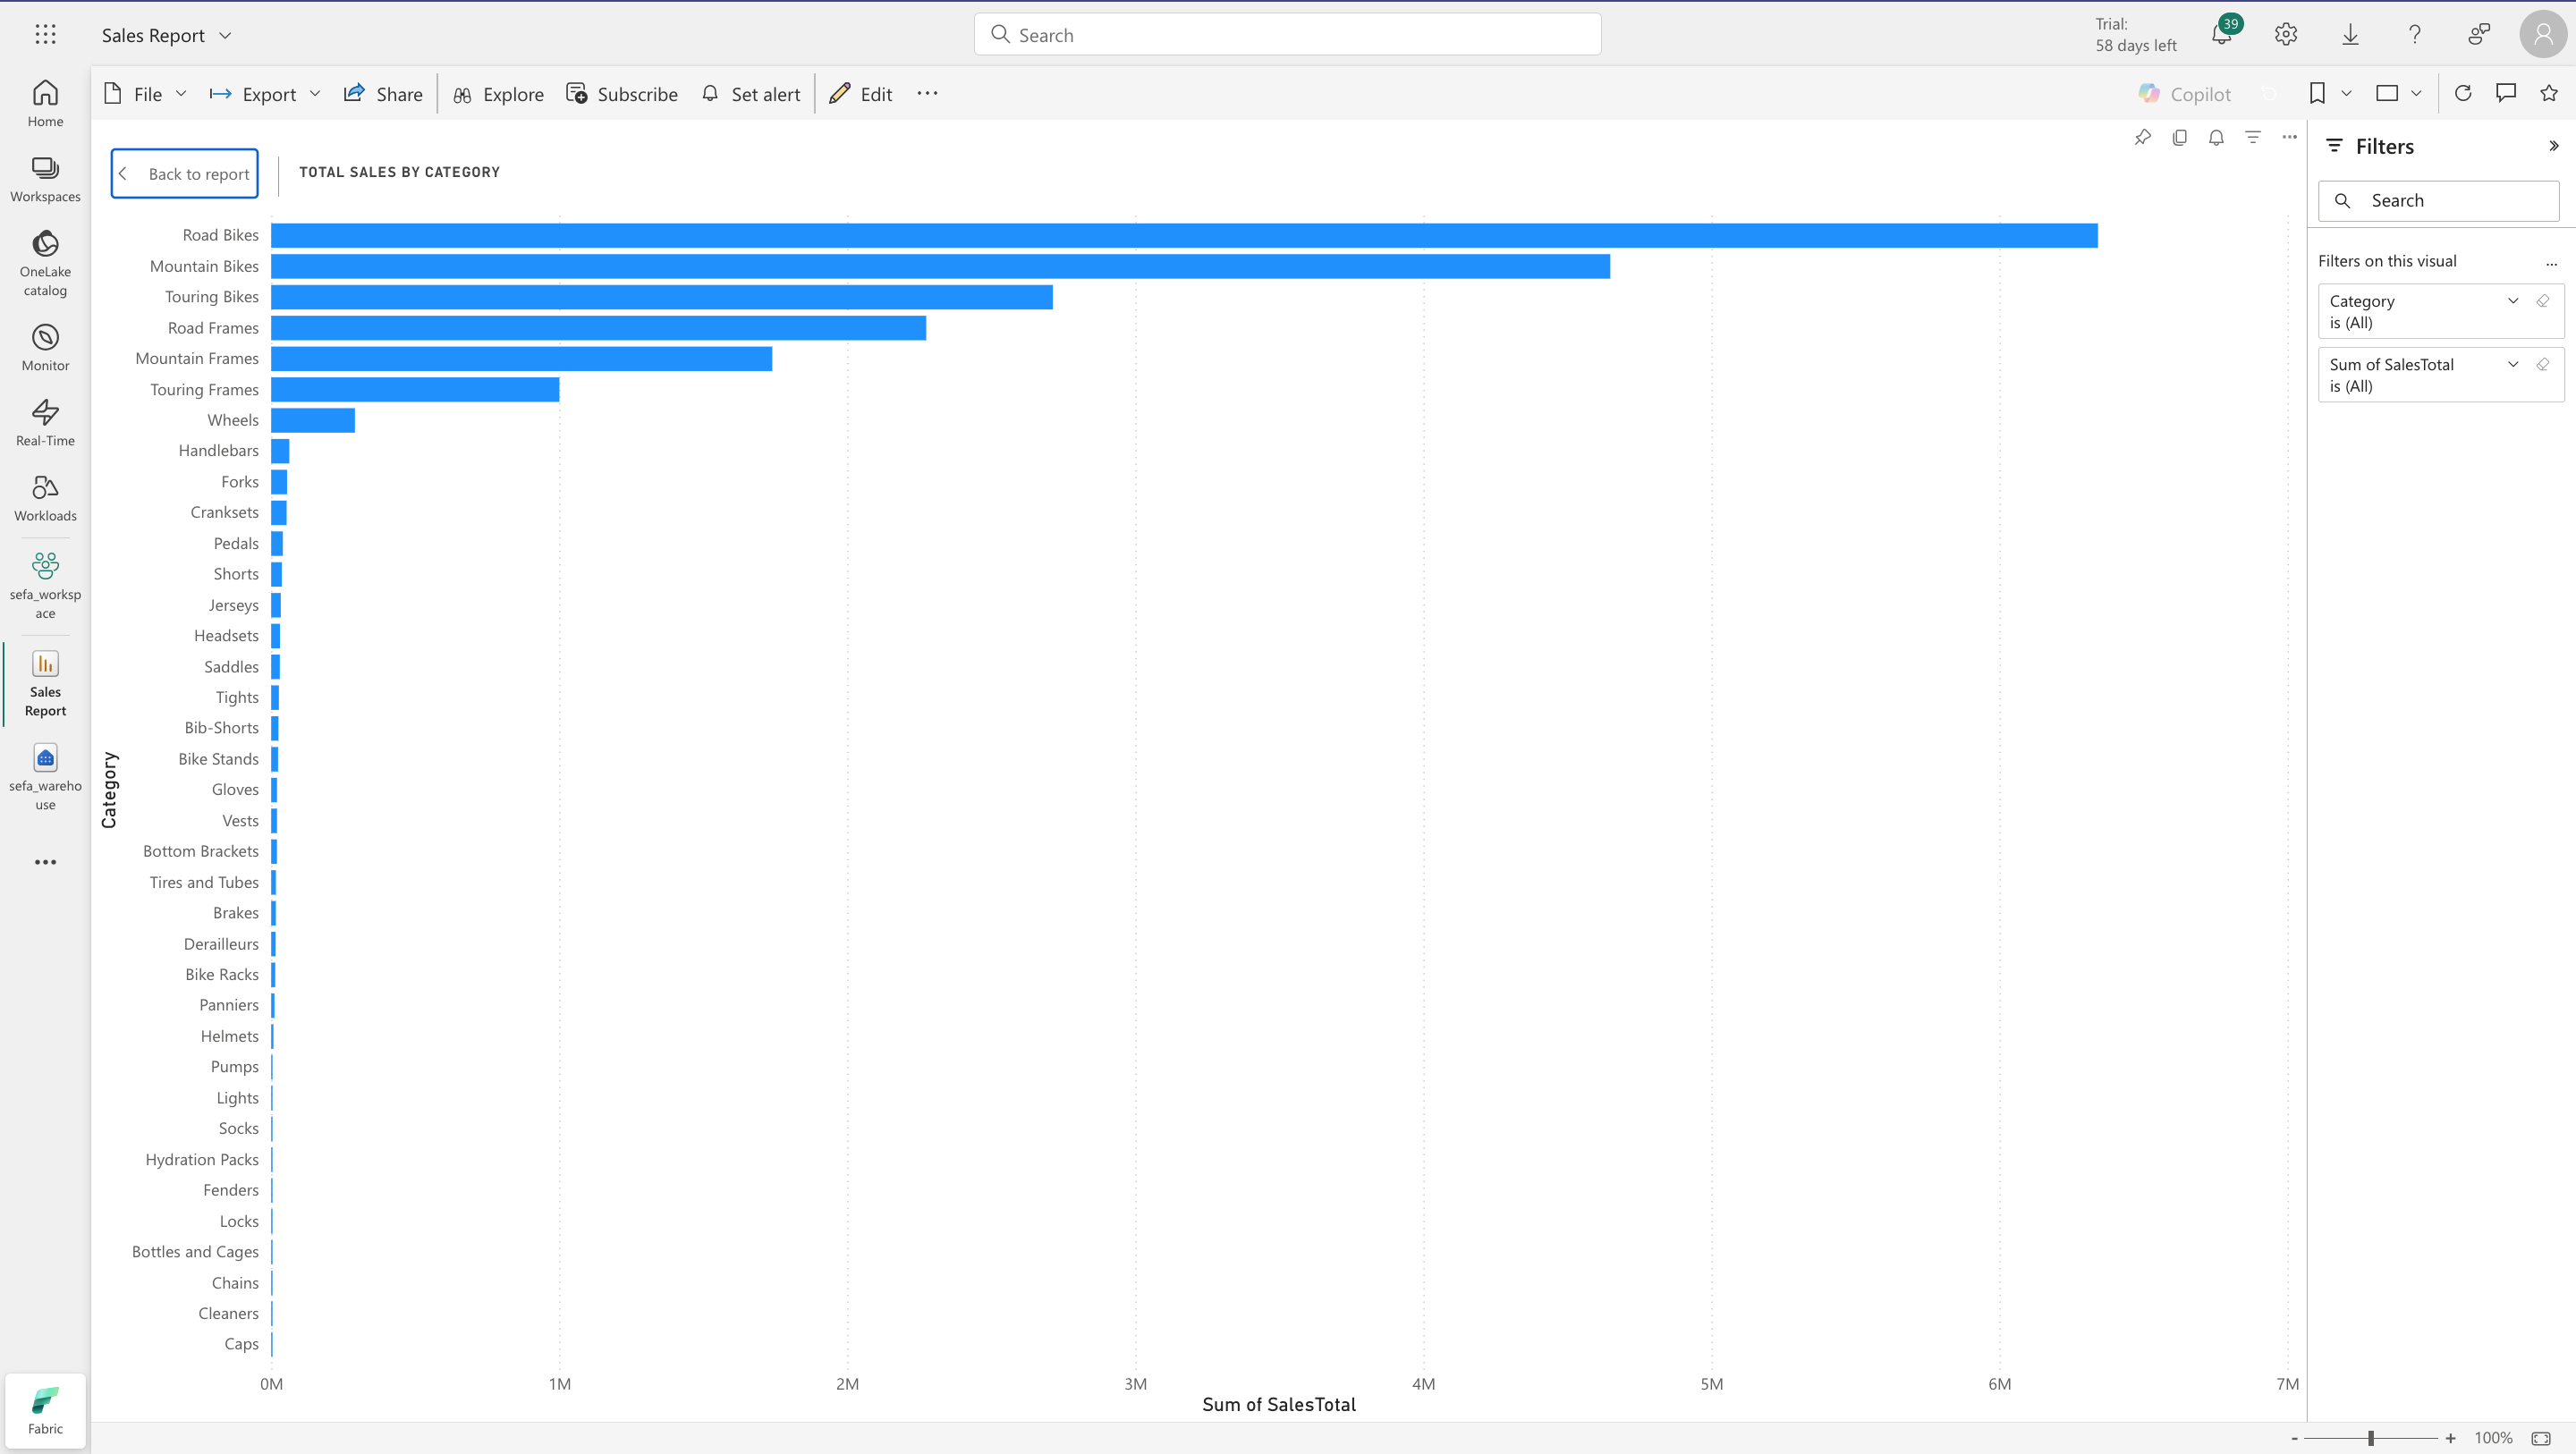 Sales Report
Search
Trial:
58 days left
39
File
Export
Share
Explore
Subscribe
Set alert
Edit
Copilot
Home
Workspaces
OneLake
catalog
Monitor
Real-Time
Workloads
sefa_worksp
ace
Sales
Report
sefa_wareho
use
Fabric
Back to report
TOTAL SALES BY CATEGORY
Category
Road Bikes
Mountain Bikes
Touring Bikes
Road Frames
Mountain Frames
Touring Frames
Wheels
Handlebars
Forks
Cranksets
Pedals
Shorts
Jerseys
Headsets
Saddles
Tights
Bib-Shorts
Bike Stands
Gloves
Vests
Bottom Brackets
Tires and Tubes
Brakes
Derailleurs
Bike Racks
Panniers
Helmets
Pumps
Lights
Socks
Hydration Packs
Fenders
Locks
Bottles and Cages
Chains
Cleaners
Caps
0M 1M 2M 3M 4M 5M 6M 7M
Sum of SalesTotal
Filters
Search
Filters on this visual
Category
is (All)
Sum of SalesTotal
is (All)
- + 100%